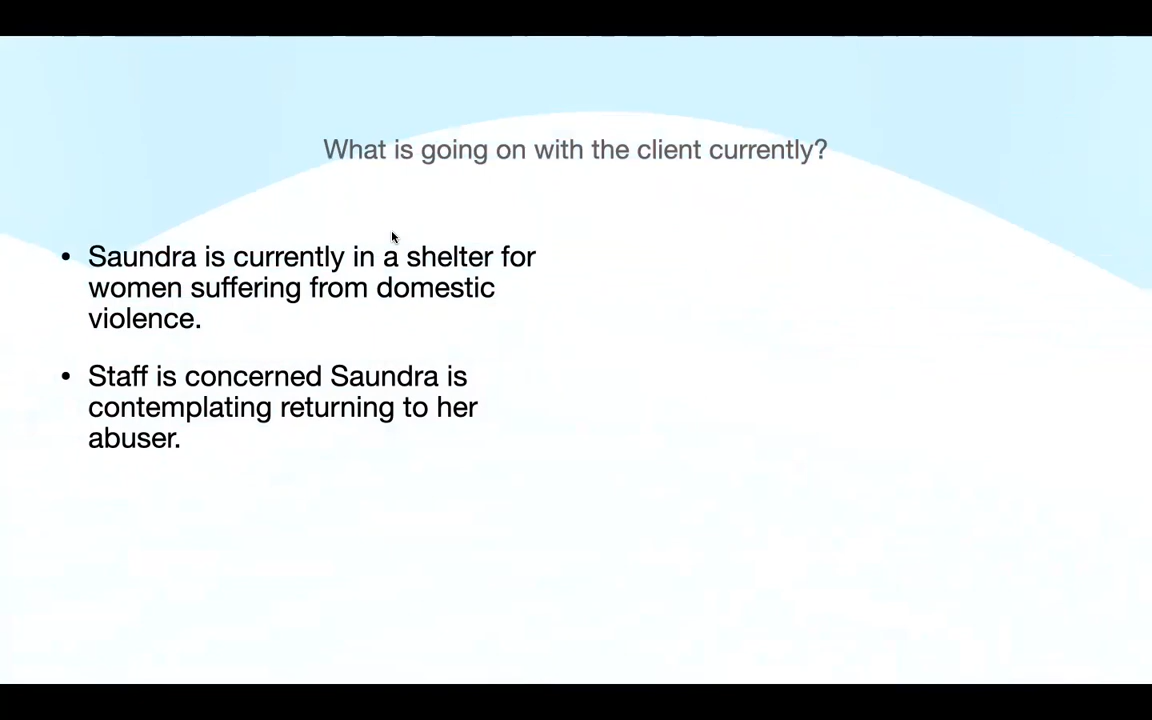 What is going on with the client currently?
• Saundra is currently in a shelter for
women suffering from domestic
violence.
• Staff is concerned Saundra is
contemplating returning to her
abuser.